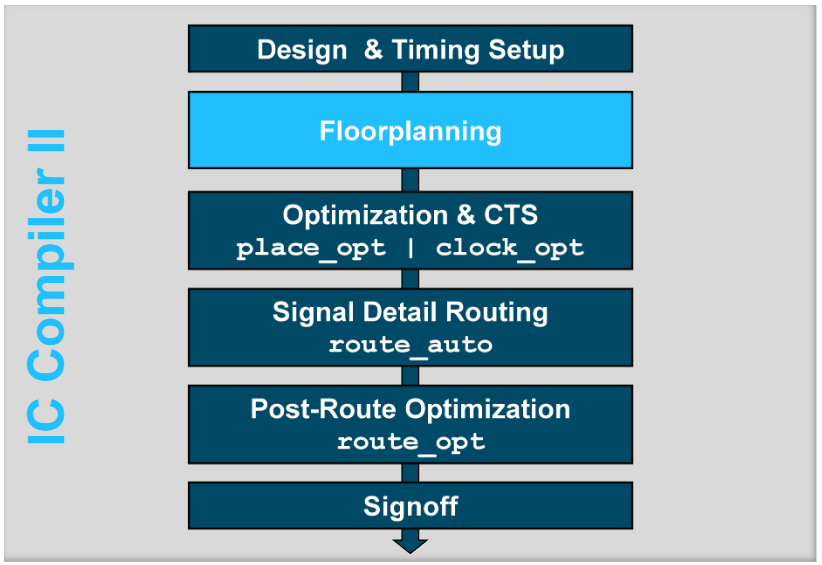 IC Compiler II
Design & Timing Setup
Floorplanning
Optimization & CTS
place_opt | clock_opt
Signal Detail Routing
route_auto
Post-Route Optimization
route_opt
Signoff